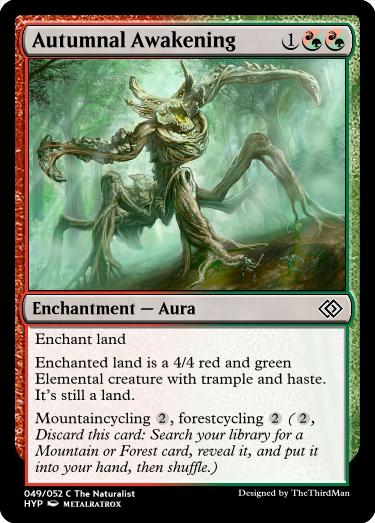 Autumnal Awakening 1
Enchantment — Aura
Enchant land
Enchanted land is a 4/4 red and green
Elemental creature with trample and haste.
It's still a land.
Mountaincycling 2, forestcycling 2 ( 2,
Discard this card: Search your library for a
Mountain or Forest card, reveal it, and put it
into your hand, then shuffle.)
049/052 C The Naturalist Designed by TheThirdMan
HYP METALRATROX